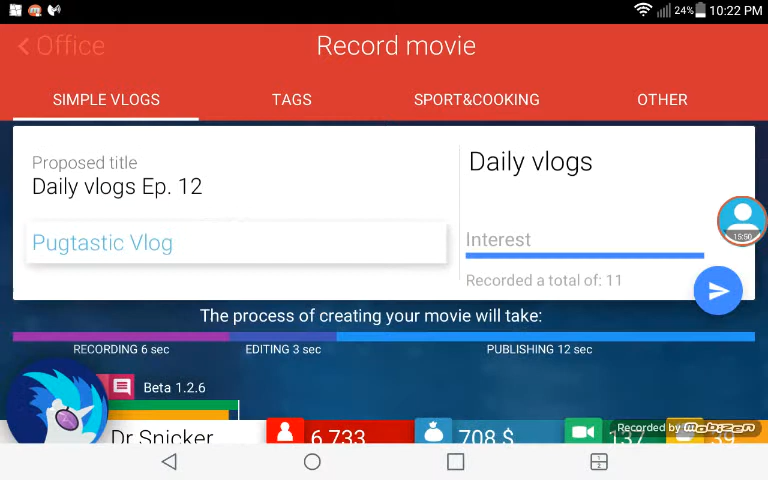 24% 10:22 PM
Office
Record movie
SIMPLE VLOGS TAGS SPORT&COOKING OTHER
Proposed title
Daily vlogs Ep. 12
Pugtastic Vlog
Daily vlogs
Interest
Recorded a total of: 11
15:50
The process of creating your movie will take:
RECORDING 6 sec EDITING 3 sec PUBLISHING 12 sec
Beta 1.2.6
Dr Snicker 6,733 708 $ 137 39
Recorded by mobizen